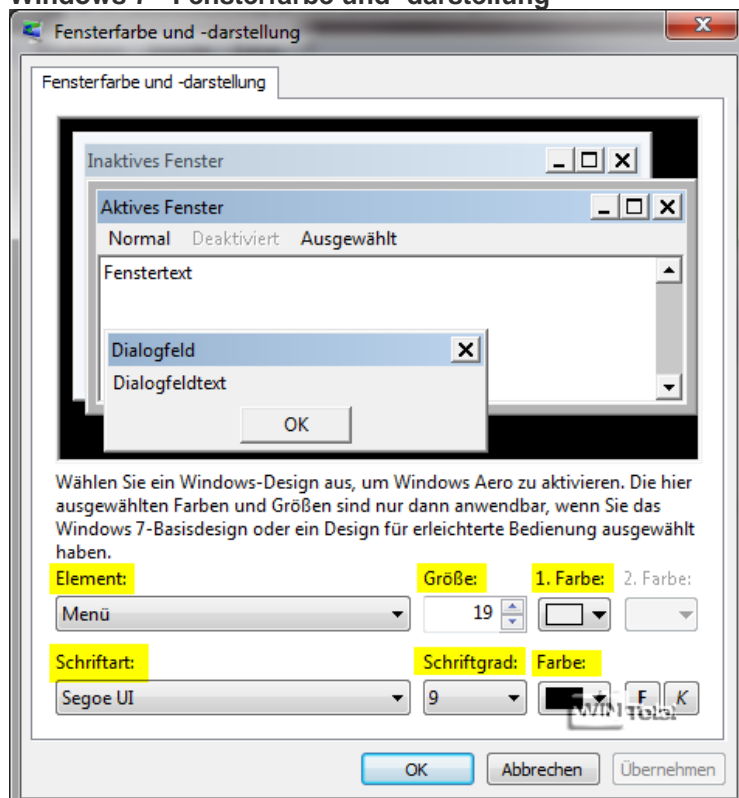 Windows 7 - Fensterfarbe und -darstellung
Fensterfarbe und -darstellung
Fensterfarbe und -darstellung
Inaktives Fenster
Aktives Fenster
Normal Deaktiviert Ausgewählt
Fenstertext
Dialogfeld
Dialogfeldtext
OK
Wählen Sie ein Windows-Design aus, um Windows Aero zu aktivieren. Die hier
ausgewählten Farben und Größen sind nur dann anwendbar, wenn Sie das
Windows 7-Basisdesign oder ein Design für erleichterte Bedienung ausgewählt
haben.
Element: Größe: 1. Farbe: 2. Farbe:
Menü 19
Schriftart: Schriftgrad: Farbe:
Segoe UI 9 F K
WINTotal
OK Abbrechen Übernehmen